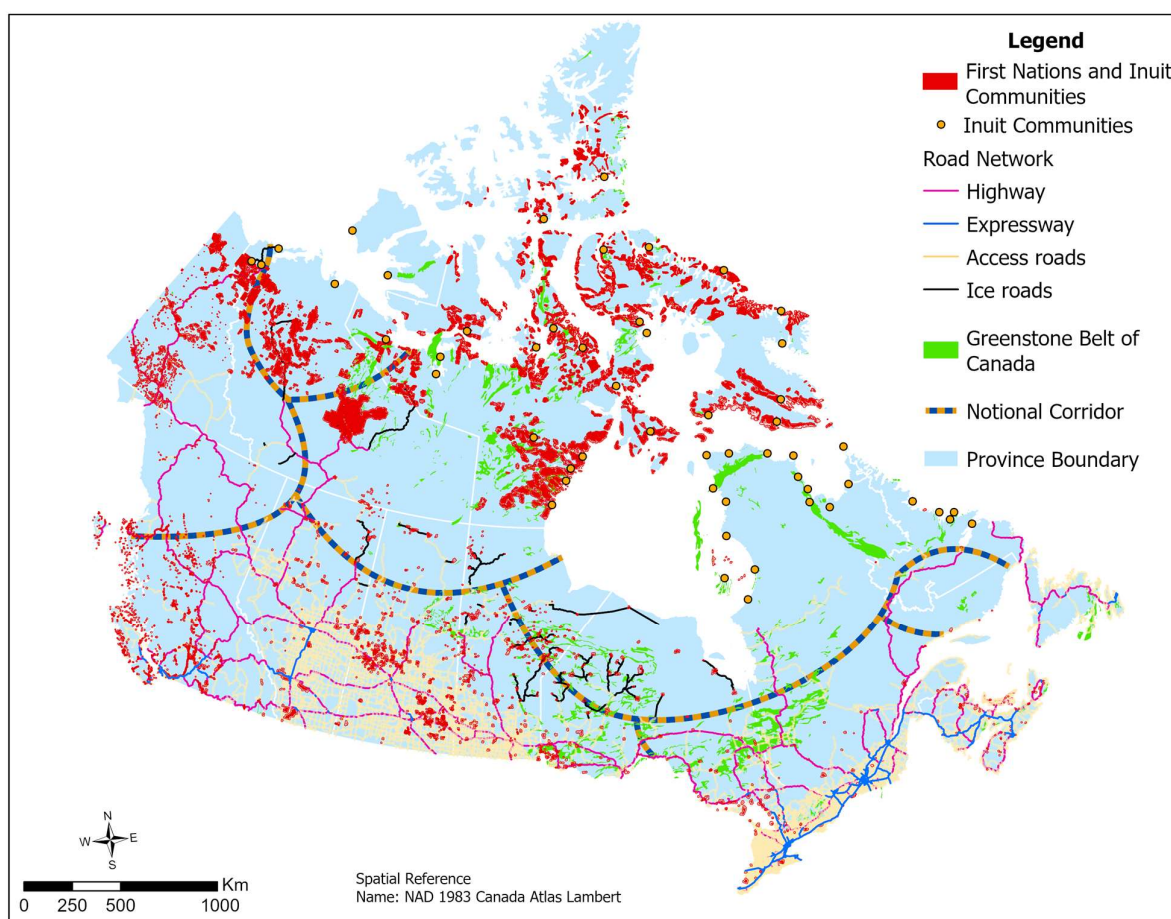 Legend
First Nations and Inuit
Communities
Inuit Communities
Road Network
Highway
Expressway
Access roads
Ice roads
Greenstone Belt of
Canada
Notional Corridor
Province Boundary
N
W E
S
Km
0 250 500 1000
Spatial Reference
Name: NAD 1983 Canada Atlas Lambert